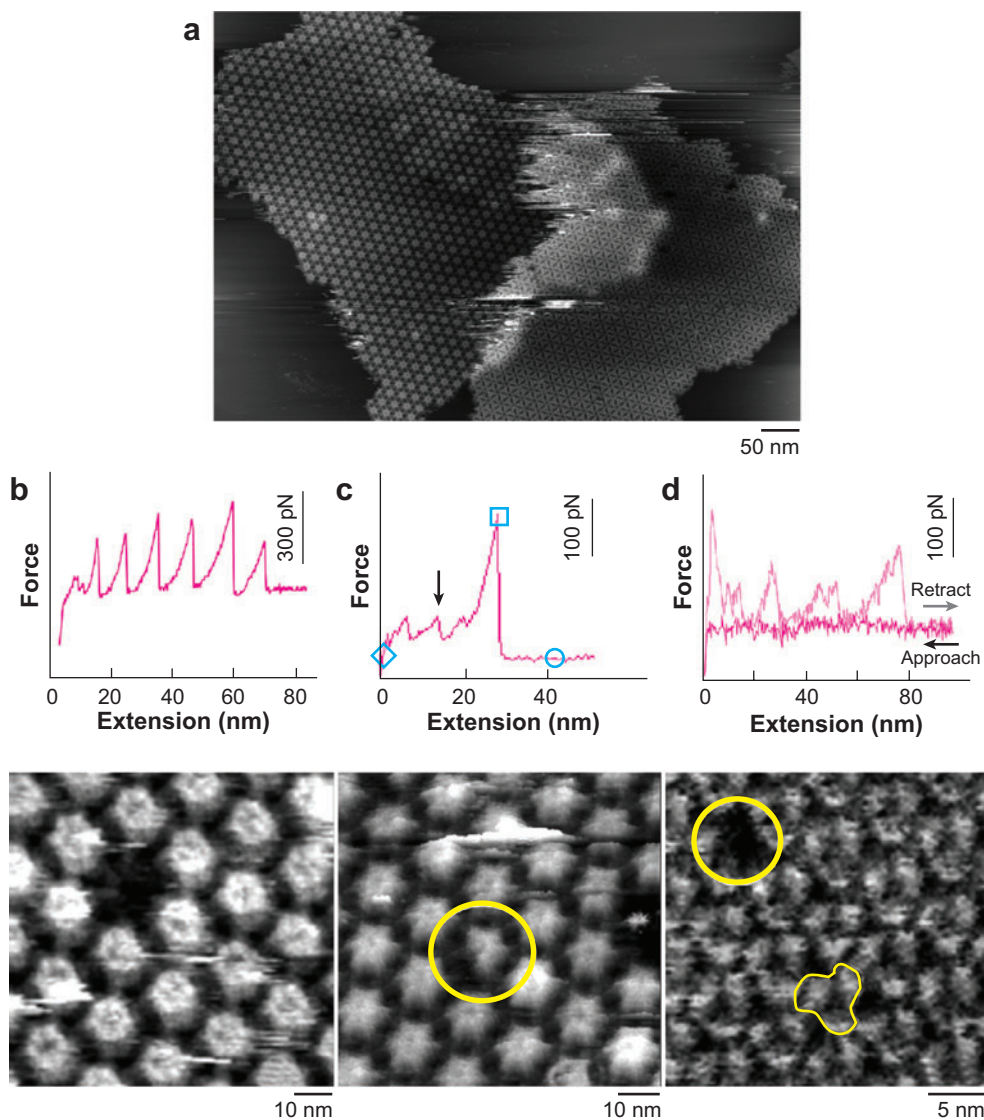 a
50 nm
b
Force
300 pN
0
20
40
60
80
Extension (nm)
c
Force
100 pN
0
20
40
Extension (nm)
d
Force
100 pN
Retract
Approach
0
40
80
Extension (nm)
10 nm
10 nm
5 nm